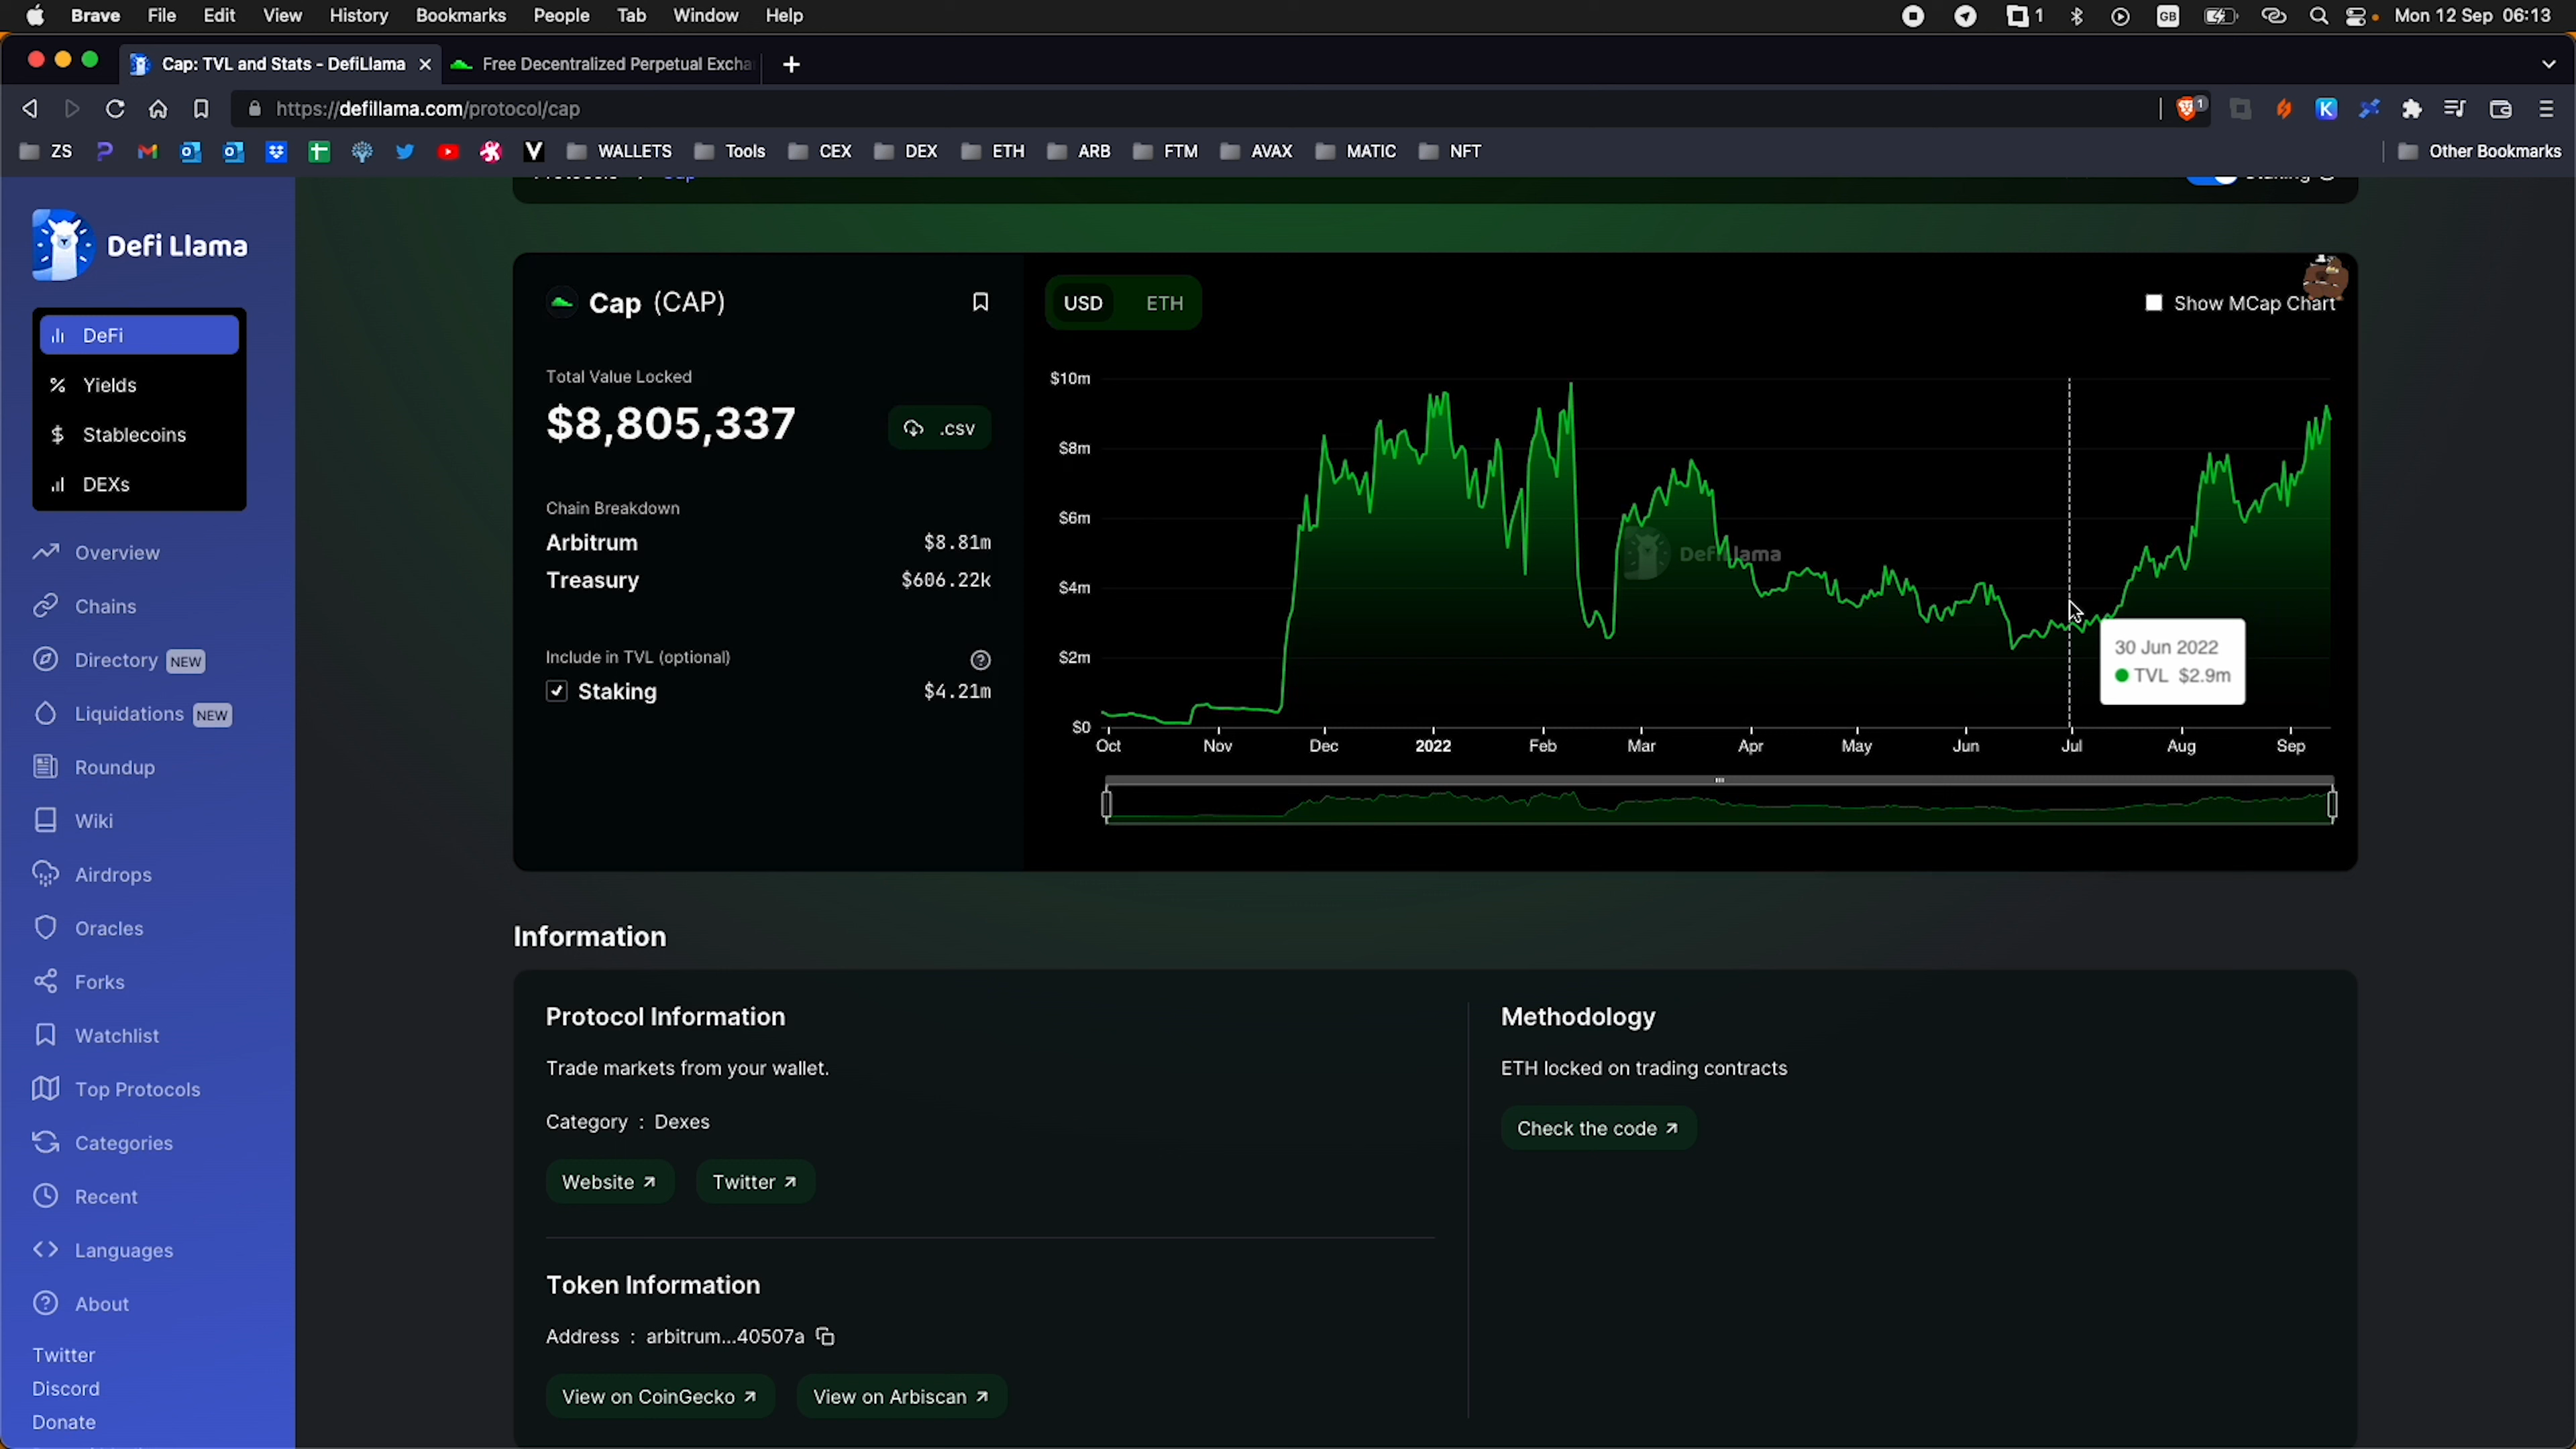 Brave File Edit View History Bookmarks People Tab Window Help 1 GB Mon 12 Sep 06:13
Cap: TVL and Stats - DefiLlama Free Decentralized Perpetual Excha
https://defillama.com/protocol/cap 1
ZS WALLETS Tools CEX DEX ETH ARB FTM AVAX MATIC NFT Other Bookmarks
Defi Llama
DeFi
Yields
Stablecoins
DEXs
Overview
Chains
Directory NEW
Liquidations NEW
Roundup
Wiki
Airdrops
Oracles
Forks
Watchlist
Top Protocols
Categories
Recent
Languages
About
Twitter
Discord
Donate
Cap (CAP)
Total Value Locked
$8,805,337 .csv
Chain Breakdown
Arbitrum $8.81m
Treasury $606.22k
Include in TVL (optional)
Staking $4.21m
USD ETH
Show MCap Chart
$10m
$8m
$6m
$4m
$2m
$0
DefiLlama
30 Jun 2022
TVL $2.9m
Oct Nov Dec 2022 Feb Mar Apr May Jun Jul Aug Sep
Information
Protocol Information
Trade markets from your wallet.
Category : Dexes
Website Twitter
Token Information
Address : arbitrum...40507a
View on CoinGecko View on Arbiscan
Methodology
ETH locked on trading contracts
Check the code